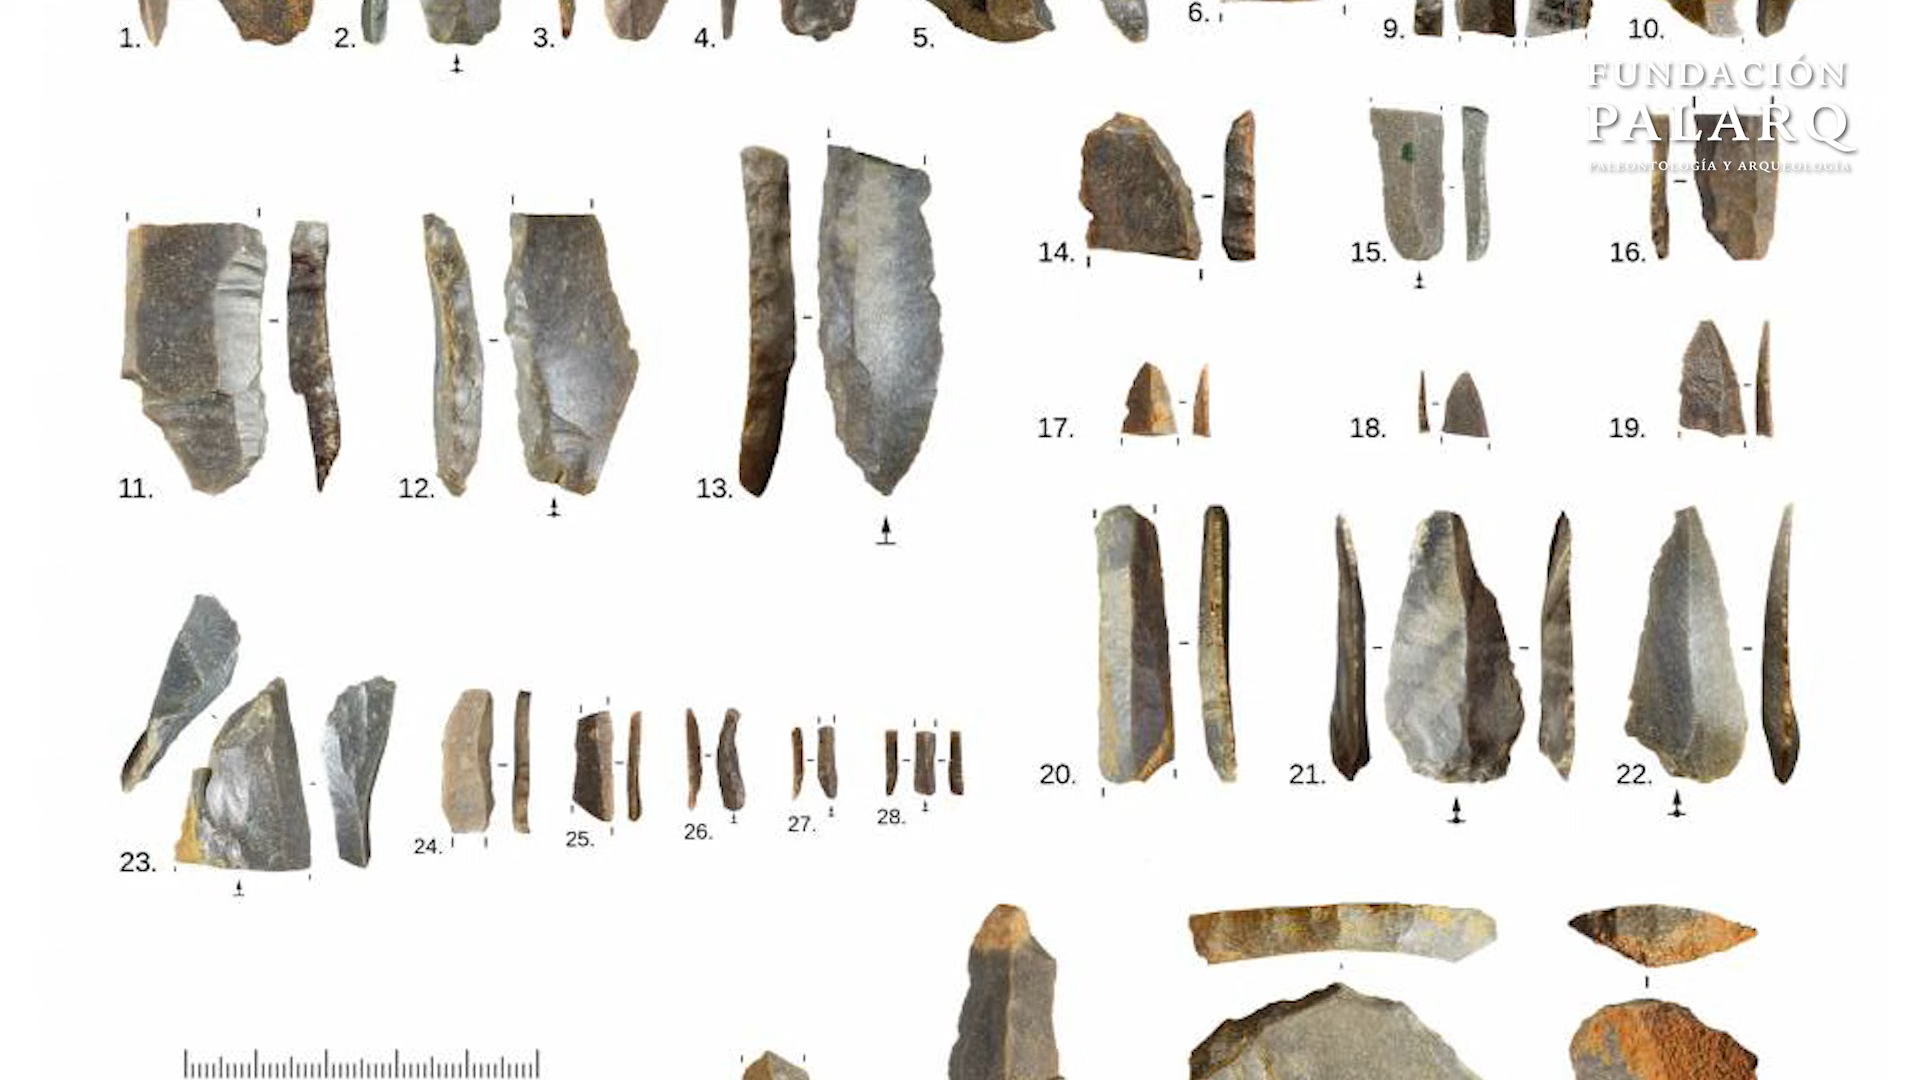 1. 2. 3. 4. 5. 6. 9. 10.
FUNDACIÓN
PALARQ
PALEONTOLOGÍA Y ARQUEOLOGÍA
14. 15. 16.
17. 18. 19.
11. 12. 13.
20. 21. 22.
23. 24. 25. 26. 27. 28.